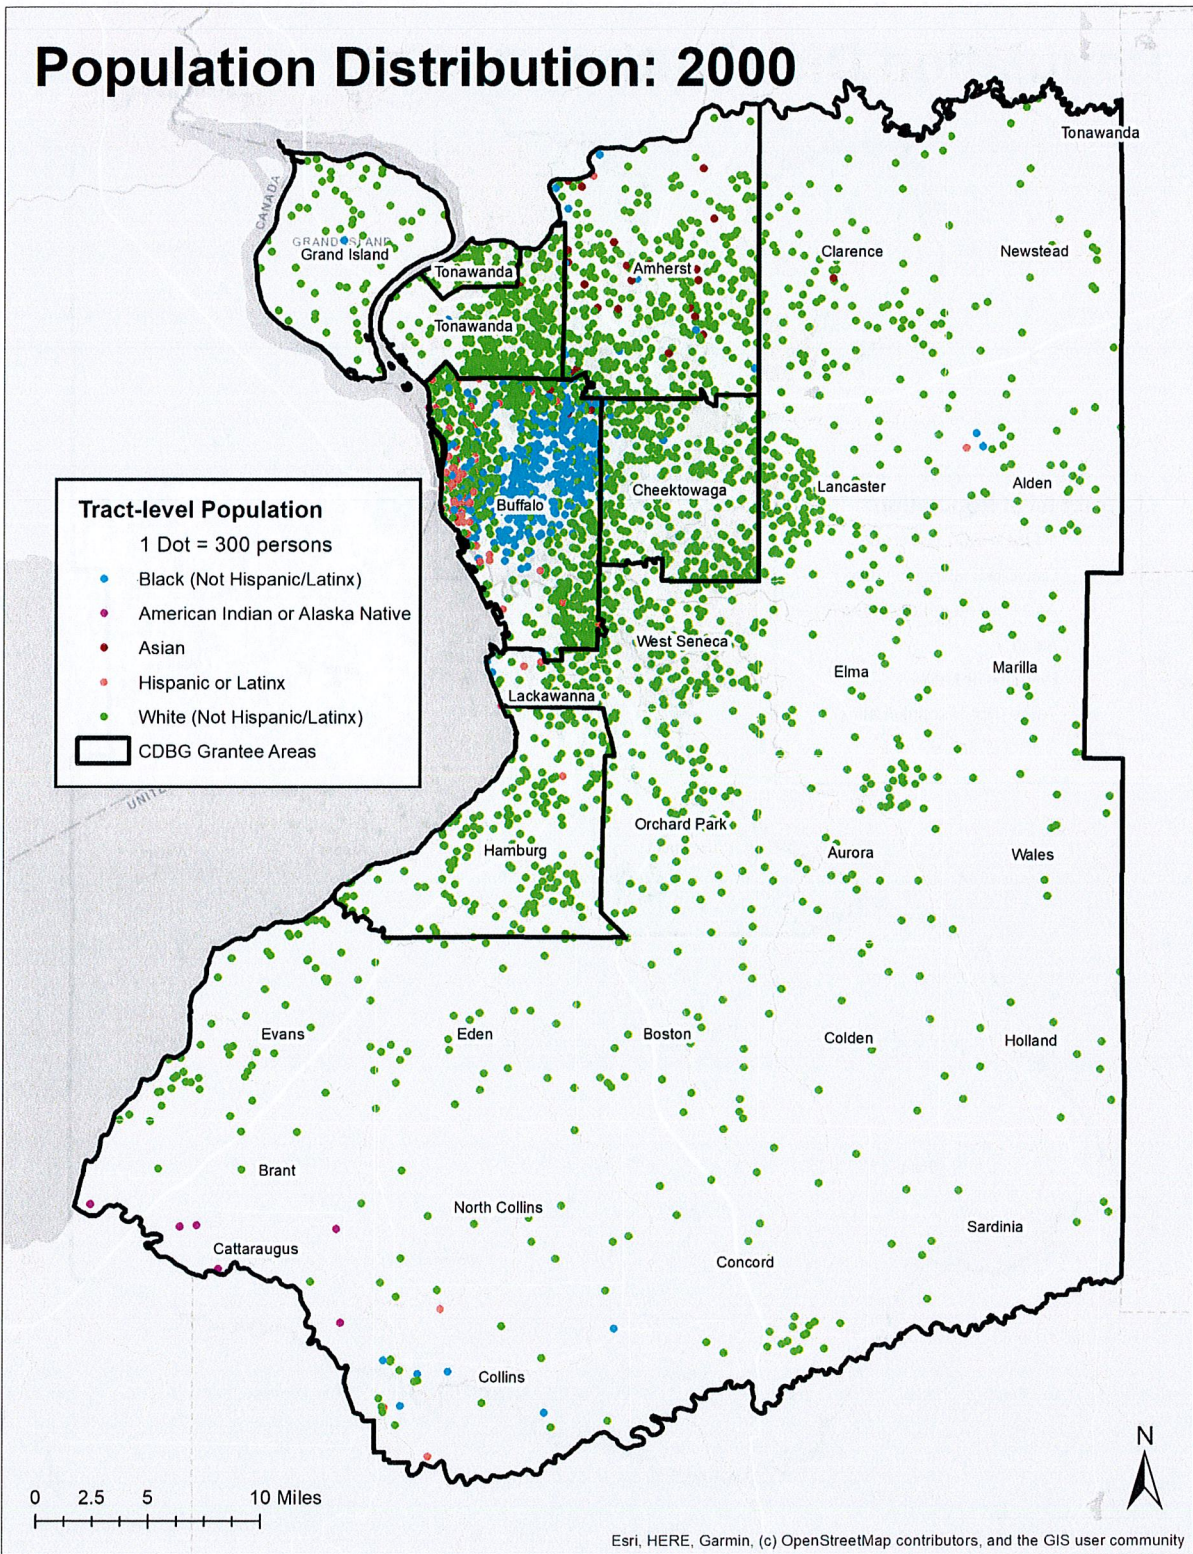 Population Distribution: 2000
Tonawanda
CANADA
GRAND ISLAND
Grand Island
Tonawanda
Amherst
Clarence
Newstead
Tonawanda
Cheektowaga
Lancaster
Alden
Buffalo
Tract-level Population
1 Dot = 300 persons
Black (Not Hispanic/Latinx)
American Indian or Alaska Native
Asian
Hispanic or Latinx
White (Not Hispanic/Latinx)
CDBG Grantee Areas
UNITE
West Seneca
Elma
Marilla
Lackawanna
Orchard Park
Hamburg
Aurora
Wales
Evans
Eden
Boston
Colden
Holland
Brant
North Collins
Sardinia
Cattaraugus
Concord
Collins
N
0 2.5 5 10 Miles
Esri, HERE, Garmin, (c) OpenStreetMap contributors, and the GIS user community